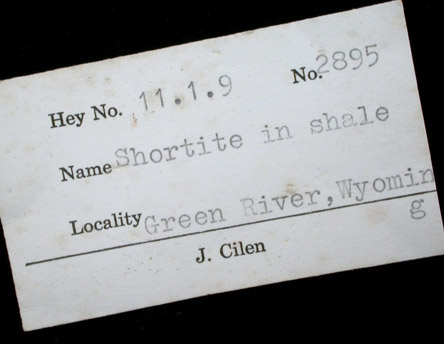 Hey No. 11.1.9 No. 2895
Name Shortite in shale
Locality Green River, Wyomin
g
J. Cilen